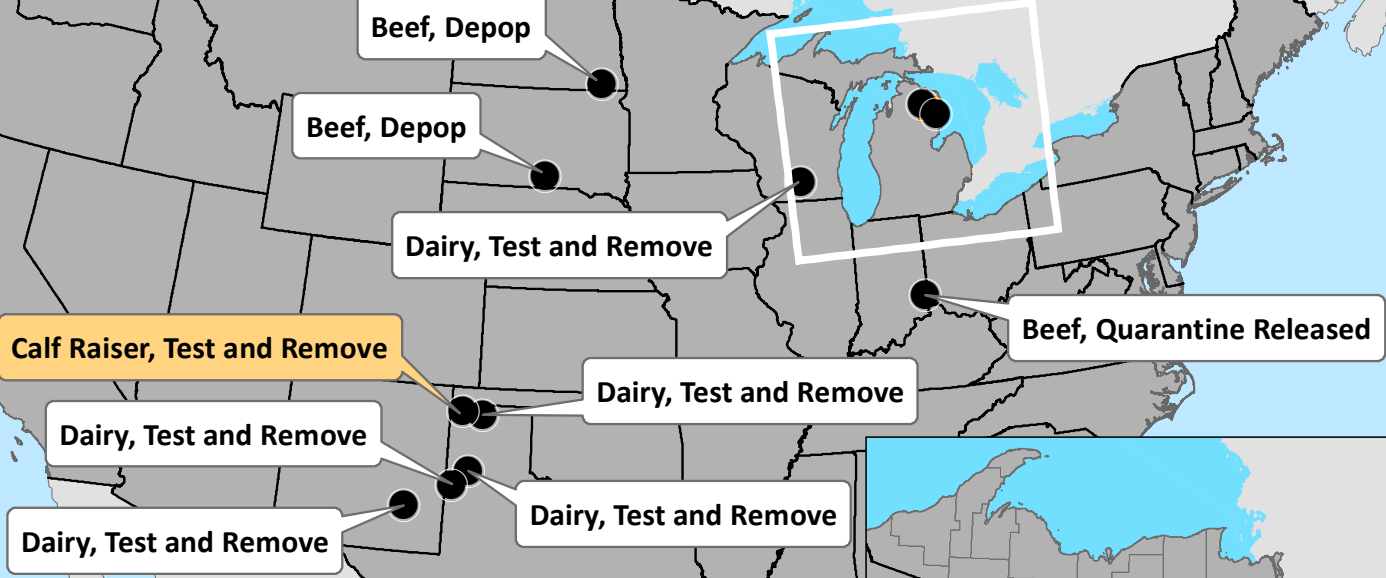 Beef, Depop
Beef, Depop
Dairy, Test and Remove
Beef, Quarantine Released
Calf Raiser, Test and Remove
Dairy, Test and Remove
Dairy, Test and Remove
Dairy, Test and Remove
Dairy, Test and Remove